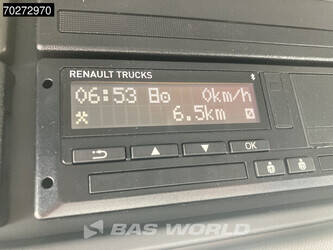 70272970
RENAULT TRUCKS
06:53 0km/h
6.5km
OK
BAS WORLD